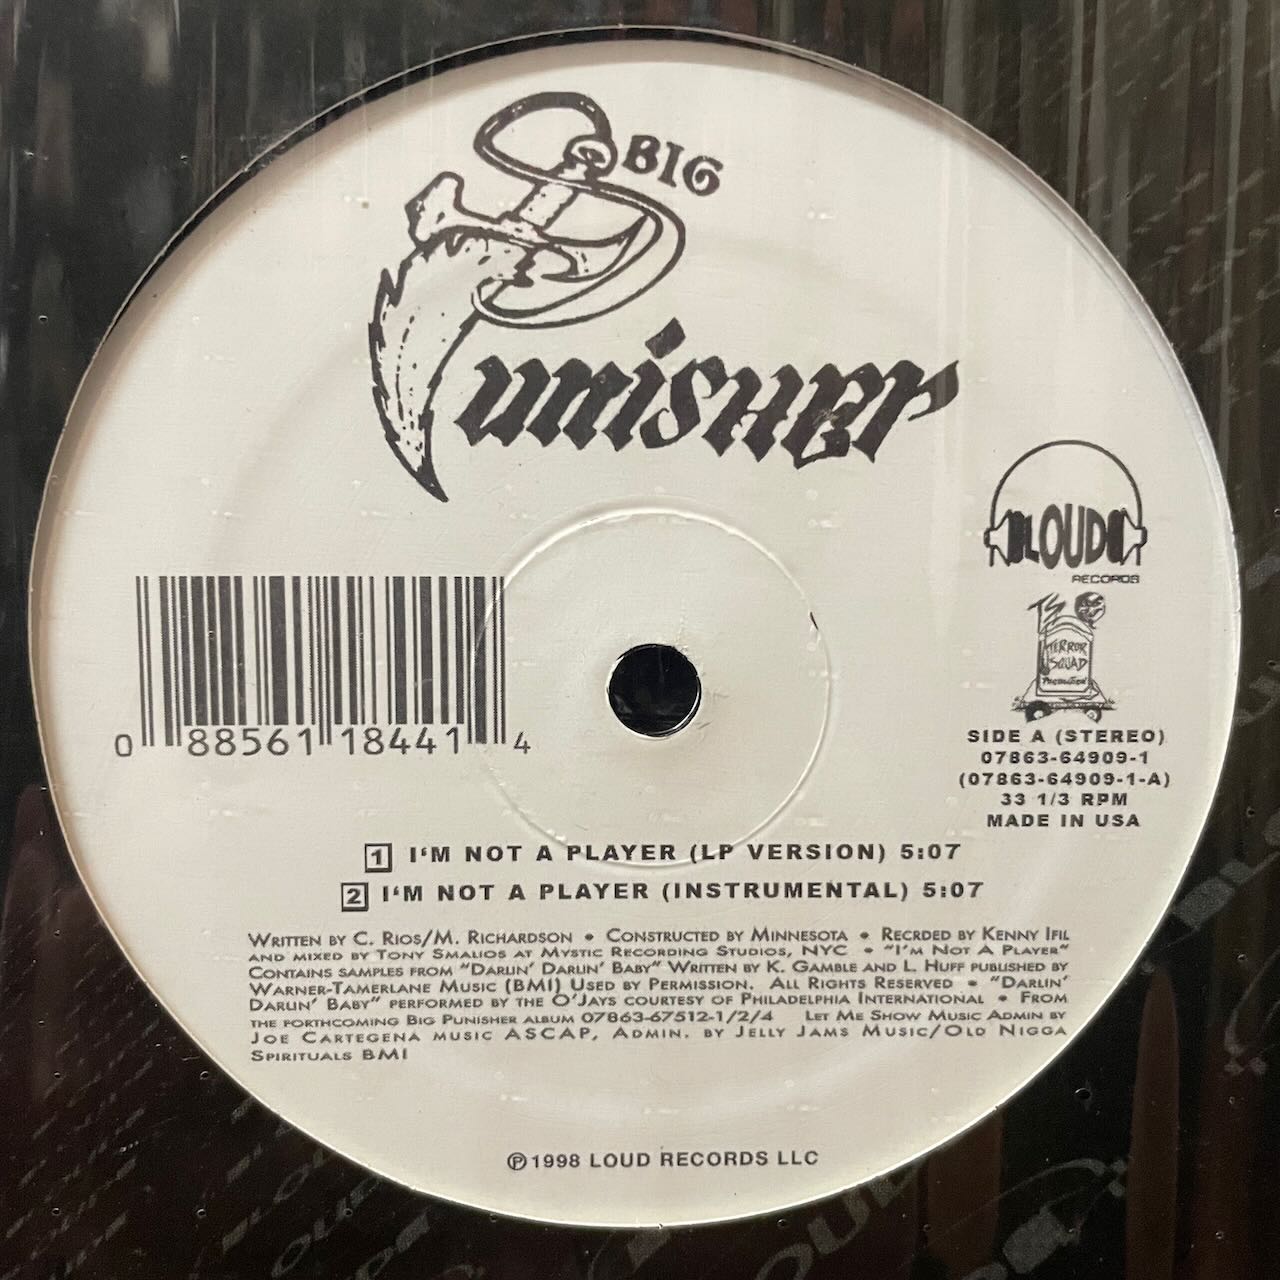 BIG
Punisher
LOUD
RECORDS
TS
TERROR
SQUAD
PRODUCTION
0 88561 18441 4
SIDE A (STEREO)
07863-64909-1
(07863-64909-1-A)
33 1/3 RPM
MADE IN USA
1 I'M NOT A PLAYER (LP VERSION) 5:07
2 I'M NOT A PLAYER (INSTRUMENTAL) 5:07
WRITTEN BY C. RIOS/M. RICHARDSON • CONSTRUCTED BY MINNESOTA • RECRDED BY KENNY IFIL
AND MIXED BY TONY SMALIOS AT MYSTIC RECORDING STUDIOS, NYC • "I'M NOT A PLAYER"
CONTAINS SAMPLES FROM "DARLIN' DARLIN' BABY" WRITTEN BY K. GAMBLE AND L. HUFF PUBLISHED BY
WARNER-TAMERLANE MUSIC (BMI) USED BY PERMISSION. ALL RIGHTS RESERVED • "DARLIN'
DARLIN' BABY" PERFORMED BY THE O'JAYS COURTESY OF PHILADELPHIA INTERNATIONAL • FROM
THE FORTHCOMING BIG PUNISHER ALBUM 07863-67512-1/2/4 LET ME SHOW MUSIC ADMIN BY
JOE CARTEGENA MUSIC ASCAP, ADMIN. BY JELLY JAMS MUSIC/OLD NIGGA
SPIRITUALS BMI
℗1998 LOUD RECORDS LLC